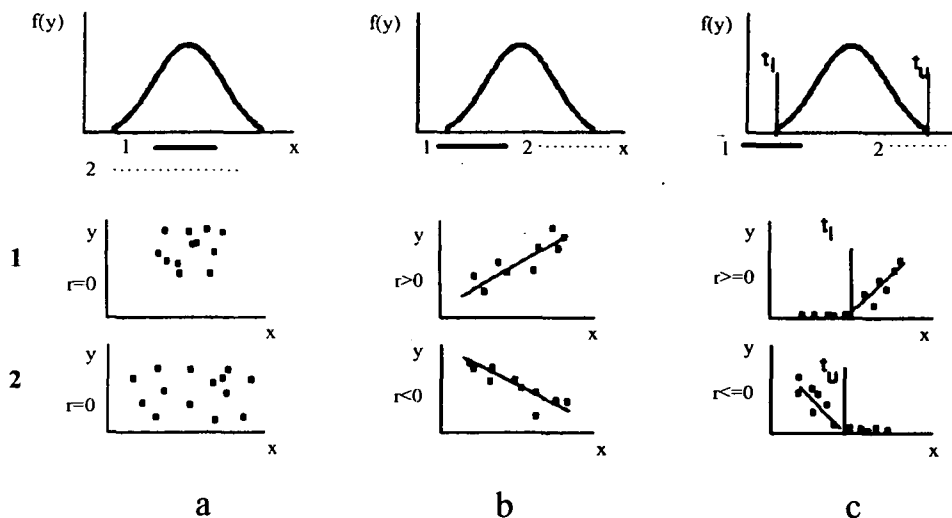 f(y)
1
x
2
f(y)
1
2
x
f(y)
t_l
t_u
1
2
x
1
y
r=0
x
y
r>0
x
y
t_l
r>=0
x
2
y
r=0
x
y
r<0
x
y
t_u
r<=0
x
a
b
c